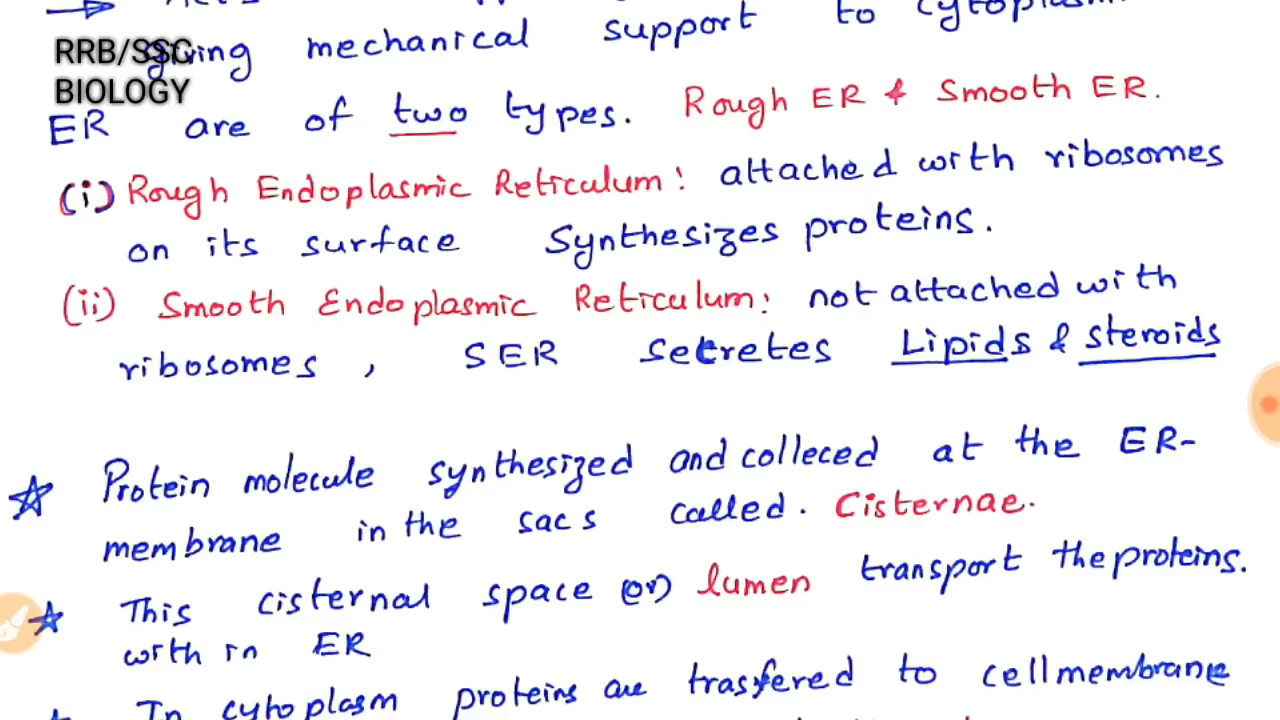 giving mechanical support to
RRB/SSC
BIOLOGY
ER are of two types. Rough ER & Smooth ER.
(i) Rough Endoplasmic Reticulum: attached with ribosomes
on its surface Synthesizes proteins.
(ii) Smooth Endoplasmic Reticulum: not attached with
ribosomes, SER secretes Lipids & steroids
Protein molecule synthesized and colleced at the ER-
membrane in the sacs called. Cisternae.
This cisternal space (or) lumen transport the proteins.
with in ER
In cytoplasm proteins are trasfered to cellmembrane